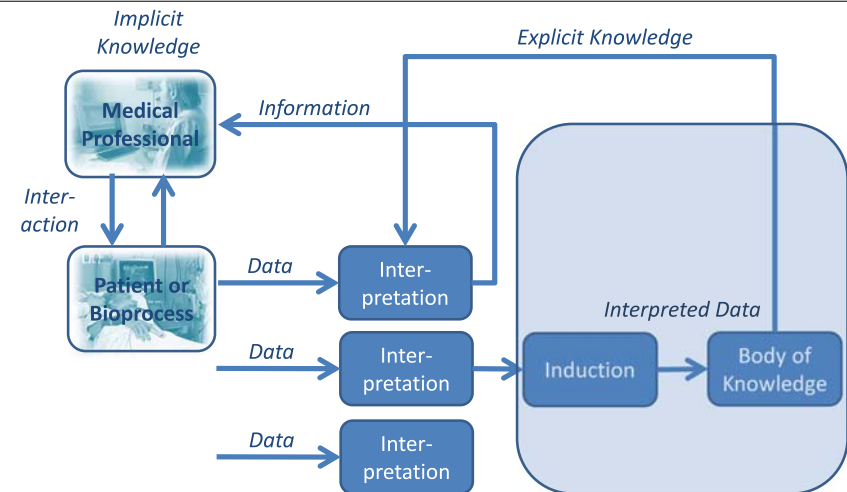 Implicit
Knowledge
Explicit Knowledge
Medical
Professional
Information
Inter-
action
Patient or
Bioprocess
Data
Inter-
pretation
Interpreted Data
Data
Inter-
pretation
Induction
Body of
Knowledge
Data
Inter-
pretation